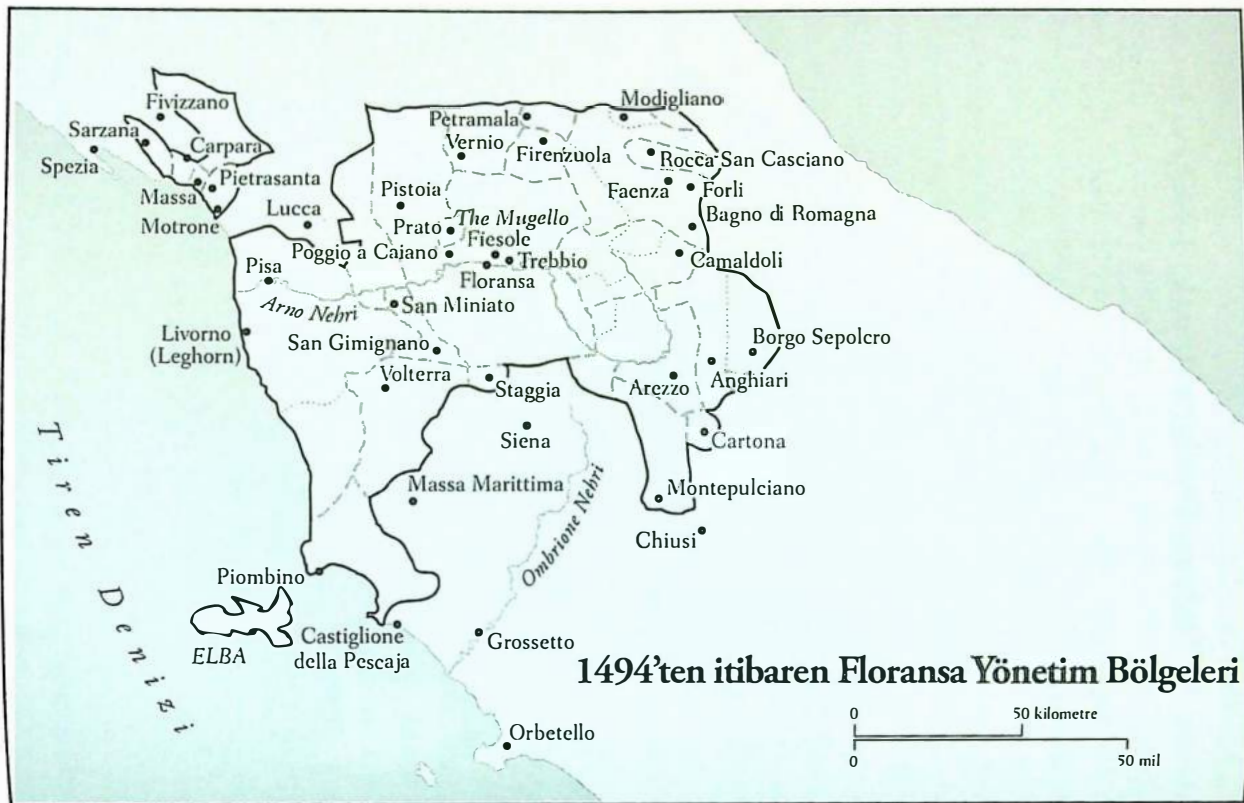 Fivizzano
Modigliano
Petramala
Sarzana
Carpara
Spezia
Vernio
Firenzuola
Rocca San Casciano
Pietrasanta
Massa
Pistoia
Faenza
Forli
Motrone
Lucca
Prato
The Mugello
Bagno di Romagna
Fiesole
Poggio a Caiano
Trebbio
Camaldoli
Pisa
Floransa
Arno Nehri
San Miniato
Livorno
(Leghorn)
San Gimignano
Borgo Sepolcro
Volterra
Staggia
Arezzo
Anghiari
Siena
Cartona
Tiren Denizi
Massa Marittima
Montepulciano
Ombrione Nehri
Chiusi
Piombino
ELBA
Castiglione
della Pescaja
Grossetto
1494'ten itibaren Floransa Yönetim Bölgeleri
0 50 kilometre
0 50 mil
Orbetello